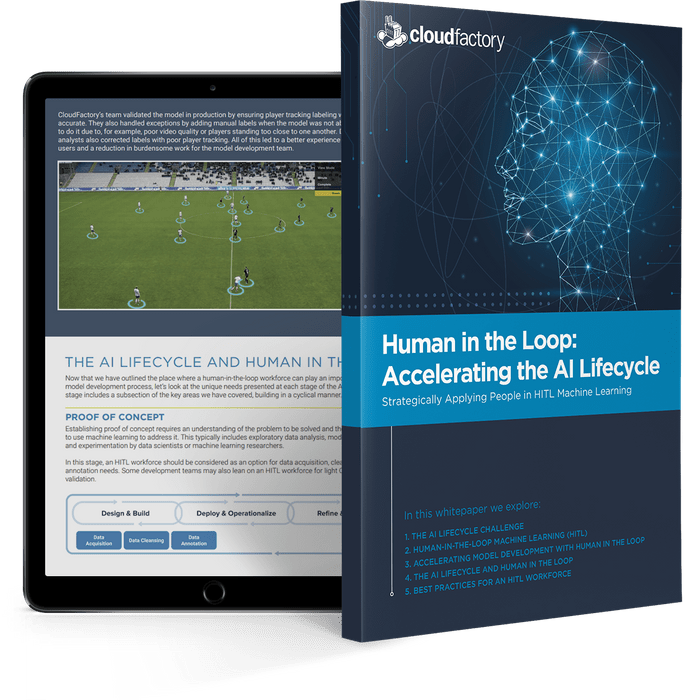 CloudFactory's team validated the model in production by ensuring player tracking labeling
accurate. They also handled exceptions by adding manual labels when the model was not
to do it due to, for example, poor video quality or players standing too close to one another.
analysts also corrected labels with poor player tracking. All of this led to a better experience
users and a reduction in burdensome work for the model development team.
THE AI LIFECYCLE AND HUMAN IN
Now that we have outlined the place where a human-in-the-loop workforce can play an
model development process, let's look at the unique needs presented at each stage of the
stage includes a subsection of the key areas we have covered, building in a cyclical manner.
PROOF OF CONCEPT
Establishing proof of concept requires an understanding of the problem to be solved and
to use machine learning to address it. This typically includes exploratory data analysis,
and experimentation by data scientists or machine learning researchers.
In this stage, an HITL workforce should be considered as an option for data acquisition,
annotation needs. Some development teams may also lean on an HITL workforce for light
validation.
Design & Build
Deploy & Operationalize
Refine
Data Acquisition
Data Cleansing
Data Annotation
cloudfactory
Human in the Loop:
Accelerating the AI Lifecycle
Strategically Applying People in HITL Machine Learning
In this whitepaper we explore:
1. THE AI LIFECYCLE CHALLENGE
2. HUMAN-IN-THE-LOOP MACHINE LEARNING (HITL)
3. ACCELERATING MODEL DEVELOPMENT WITH HUMAN IN THE LOOP
4. THE AI LIFECYCLE AND HUMAN IN THE LOOP
5. BEST PRACTICES FOR AN HITL WORKFORCE